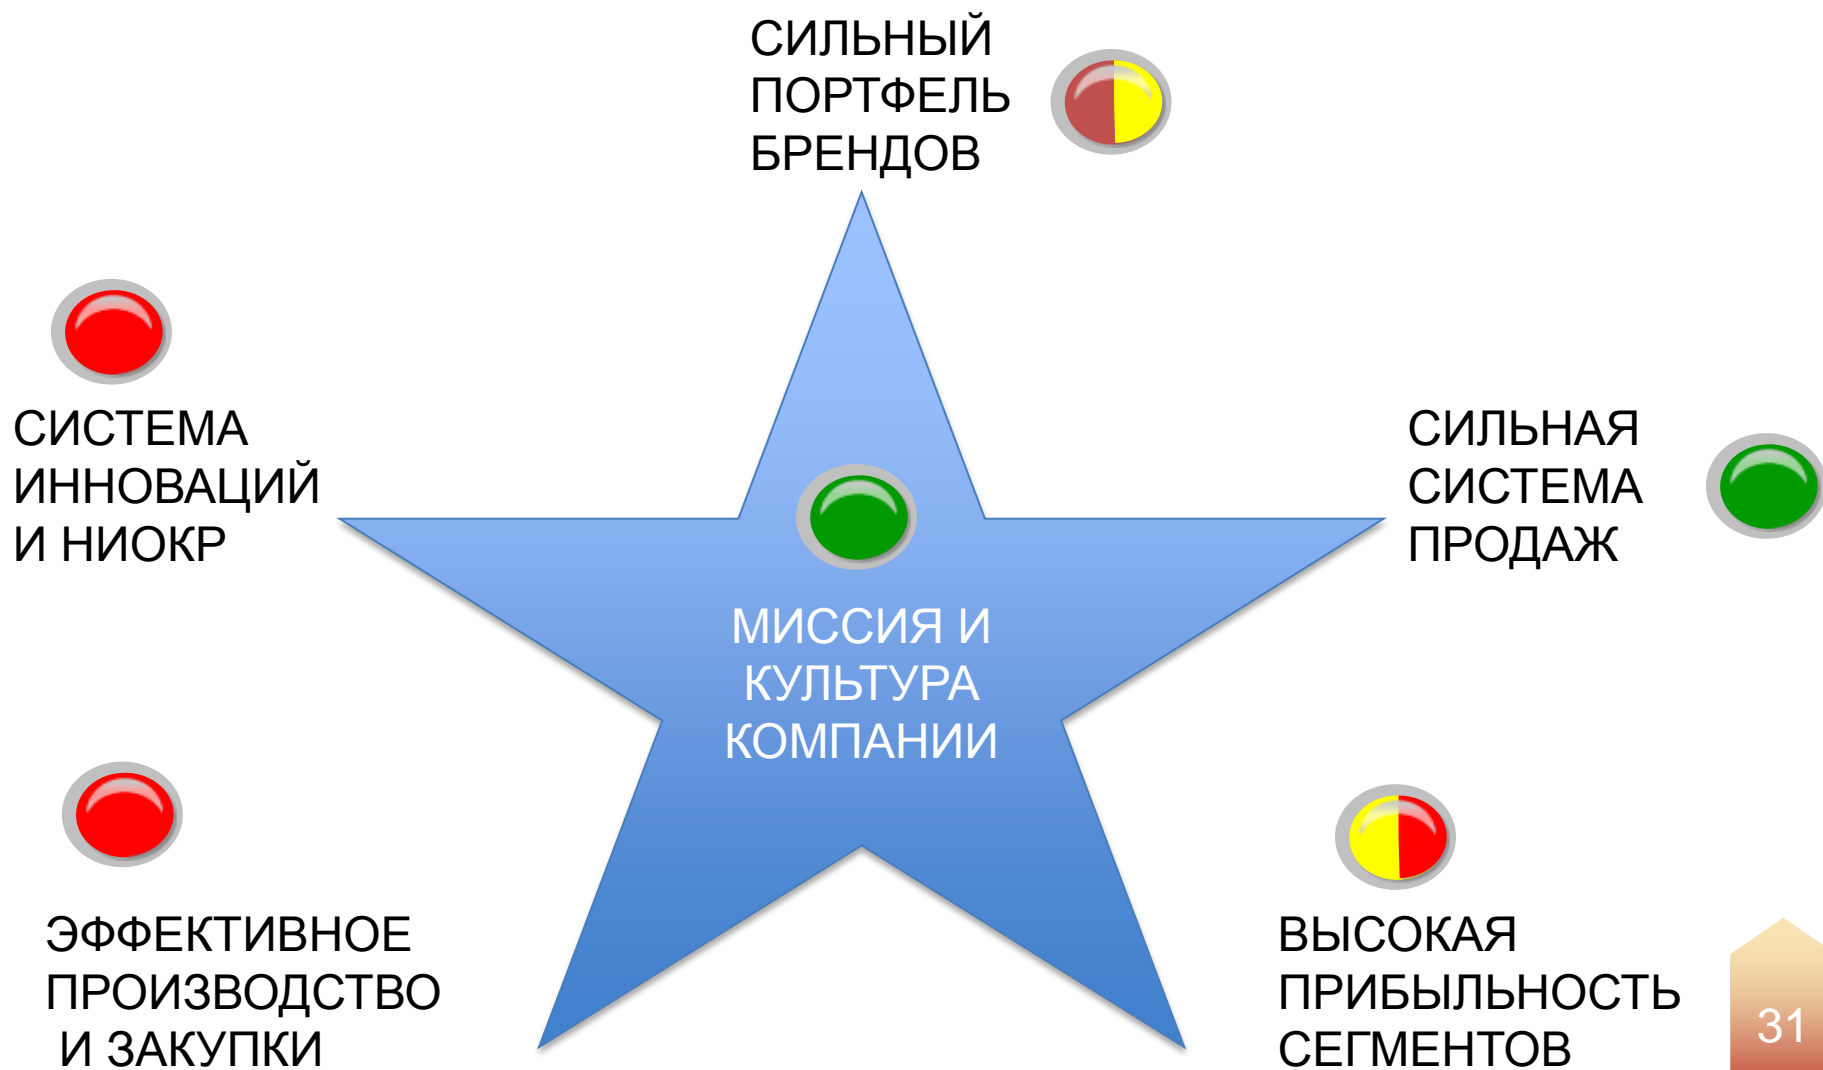 СИЛЬНЫЙ
ПОРТФЕЛЬ
БРЕНДОВ
СИСТЕМА
ИННОВАЦИЙ
И НИОКР
СИЛЬНАЯ
СИСТЕМА
ПРОДАЖ
МИССИЯ И
КУЛЬТУРА
КОМПАНИИ
ЭФФЕКТИВНОЕ
ПРОИЗВОДСТВО
И ЗАКУПКИ
ВЫСОКАЯ
ПРИБЫЛЬНОСТЬ
СЕГМЕНТОВ
31